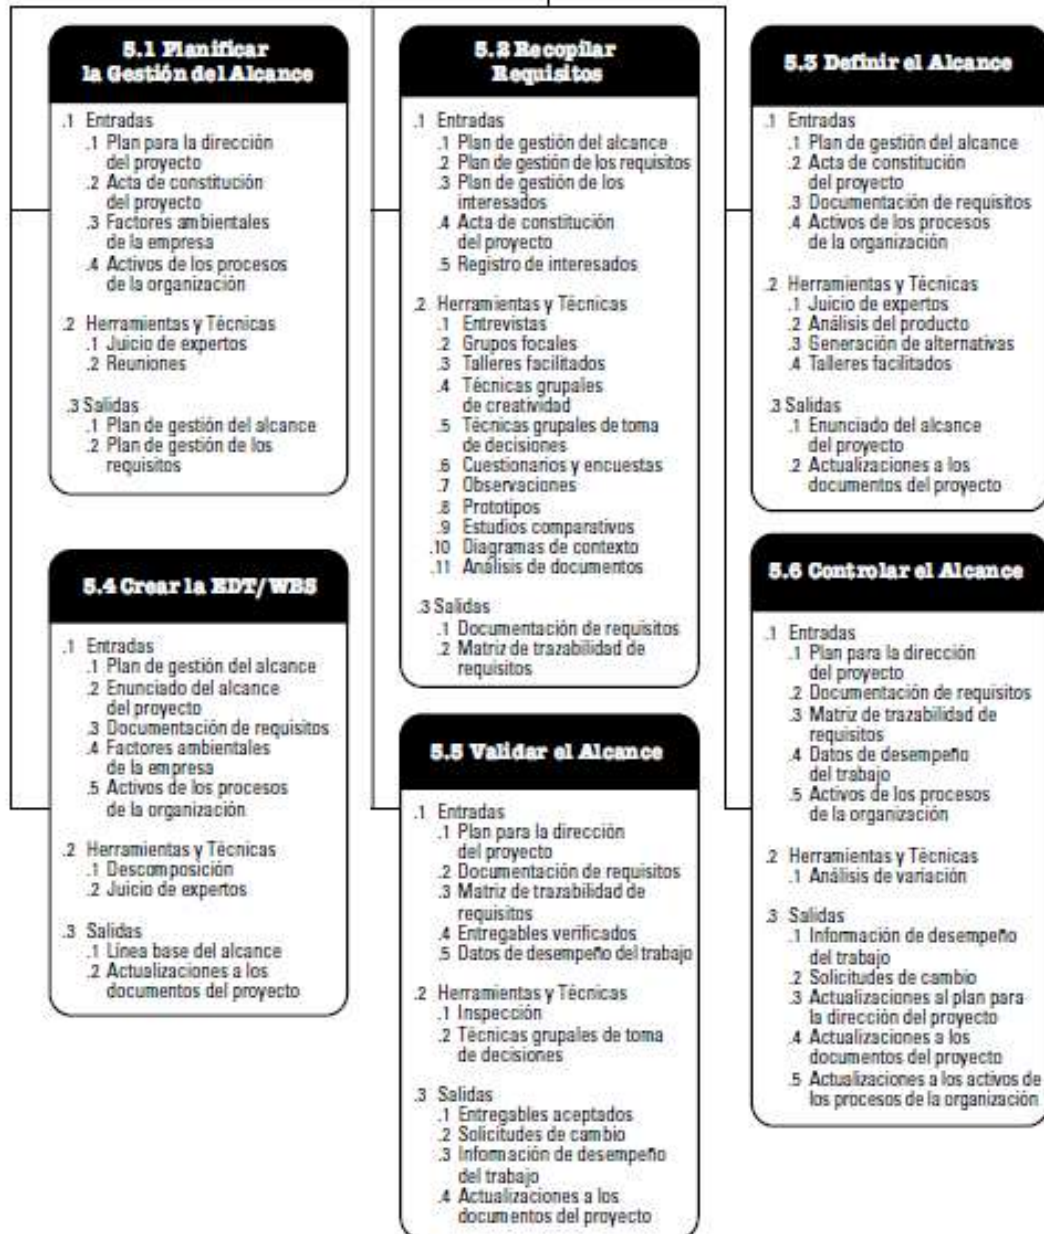 5.1 Planificar
la Gestión del Alcance
.1 Entradas
.1 Plan para la dirección
del proyecto
.2 Acta de constitución
del proyecto
.3 Factores ambientales
de la empresa
.4 Activos de los procesos
de la organización
.2 Herramientas y Técnicas
.1 Juicio de expertos
.2 Reuniones
.3 Salidas
.1 Plan de gestión del alcance
.2 Plan de gestión de los
requisitos
5.2 Recopilar
Requisitos
.1 Entradas
.1 Plan de gestión del alcance
.2 Plan de gestión de los requisitos
.3 Plan de gestión de los
interesados
.4 Acta de constitución
del proyecto
.5 Registro de interesados
.2 Herramientas y Técnicas
.1 Entrevistas
.2 Grupos focales
.3 Talleres facilitados
.4 Técnicas grupales
de creatividad
.5 Técnicas grupales de toma
de decisiones
.6 Cuestionarios y encuestas
.7 Observaciones
.8 Prototipos
.9 Estudios comparativos
.10 Diagramas de contexto
.11 Análisis de documentos
.3 Salidas
.1 Documentación de requisitos
.2 Matriz de trazabilidad de
requisitos
5.3 Definir el Alcance
.1 Entradas
.1 Plan de gestión del alcance
.2 Acta de constitución
del proyecto
.3 Documentación de requisitos
.4 Activos de los procesos
de la organización
.2 Herramientas y Técnicas
.1 Juicio de expertos
.2 Análisis del producto
.3 Generación de alternativas
.4 Talleres facilitados
.3 Salidas
.1 Enunciado del alcance
del proyecto
.2 Actualizaciones a los
documentos del proyecto
5.4 Crear la EDT/WBS
.1 Entradas
.1 Plan de gestión del alcance
.2 Enunciado del alcance
del proyecto
.3 Documentación de requisitos
.4 Factores ambientales
de la empresa
.5 Activos de los procesos
de la organización
.2 Herramientas y Técnicas
.1 Descomposición
.2 Juicio de expertos
.3 Salidas
.1 Línea base del alcance
.2 Actualizaciones a los
documentos del proyecto
5.5 Validar el Alcance
.1 Entradas
.1 Plan para la dirección
del proyecto
.2 Documentación de requisitos
.3 Matriz de trazabilidad de
requisitos
.4 Entregables verificados
.5 Datos de desempeño del trabajo
.2 Herramientas y Técnicas
.1 Inspección
.2 Técnicas grupales de toma
de decisiones
.3 Salidas
.1 Entregables aceptados
.2 Solicitudes de cambio
.3 Información de desempeño
del trabajo
.4 Actualizaciones a los
documentos del proyecto
5.6 Controlar el Alcance
.1 Entradas
.1 Plan para la dirección
del proyecto
.2 Documentación de requisitos
.3 Matriz de trazabilidad de
requisitos
.4 Datos de desempeño
del trabajo
.5 Activos de los procesos
de la organización
.2 Herramientas y Técnicas
.1 Análisis de variación
.3 Salidas
.1 Información de desempeño
del trabajo
.2 Solicitudes de cambio
.3 Actualizaciones al plan para
la dirección del proyecto
.4 Actualizaciones a los
documentos del proyecto
.5 Actualizaciones a los activos de
los procesos de la organización